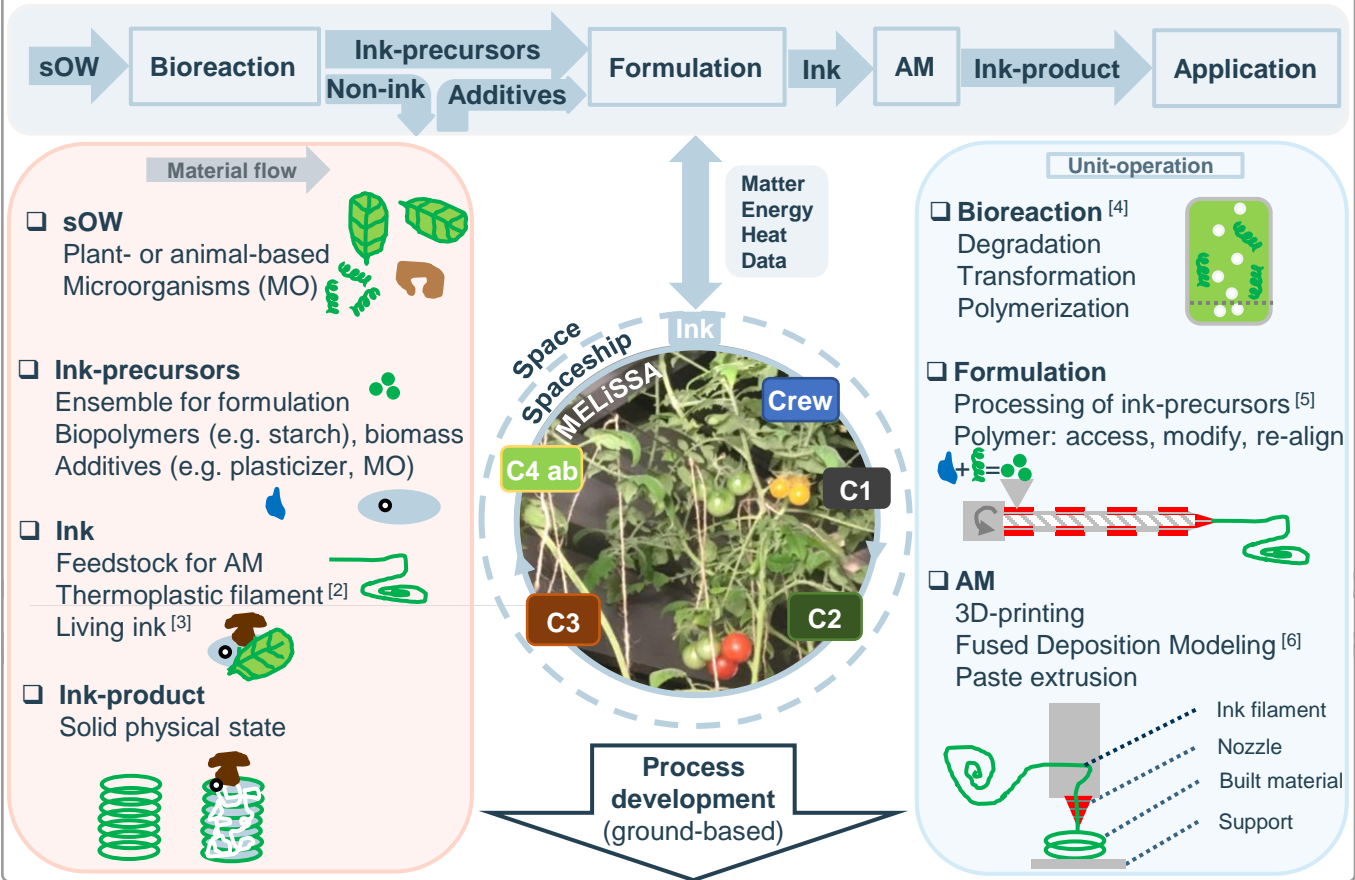 sOW
Bioreaction
Ink-precursors
Non-ink
Additives
Formulation
Ink
AM
Ink-product
Application
Material flow
sOW
Plant- or animal-based
Microorganisms (MO)
Ink-precursors
Ensemble for formulation
Biopolymers (e.g. starch), biomass
Additives (e.g. plasticizer, MO)
Ink
Feedstock for AM
Thermoplastic filament [2]
Living ink [3]
Ink-product
Solid physical state
Matter
Energy
Heat
Data
Space
Spaceship
MELiSSA
Ink
Crew
C4 ab
C1
C3
C2
Process
development
(ground-based)
Unit-operation
Bioreaction [4]
Degradation
Transformation
Polymerization
Formulation
Processing of ink-precursors [5]
Polymer: access, modify, re-align
+ =
AM
3D-printing
Fused Deposition Modeling [6]
Paste extrusion
Ink filament
Nozzle
Built material
Support